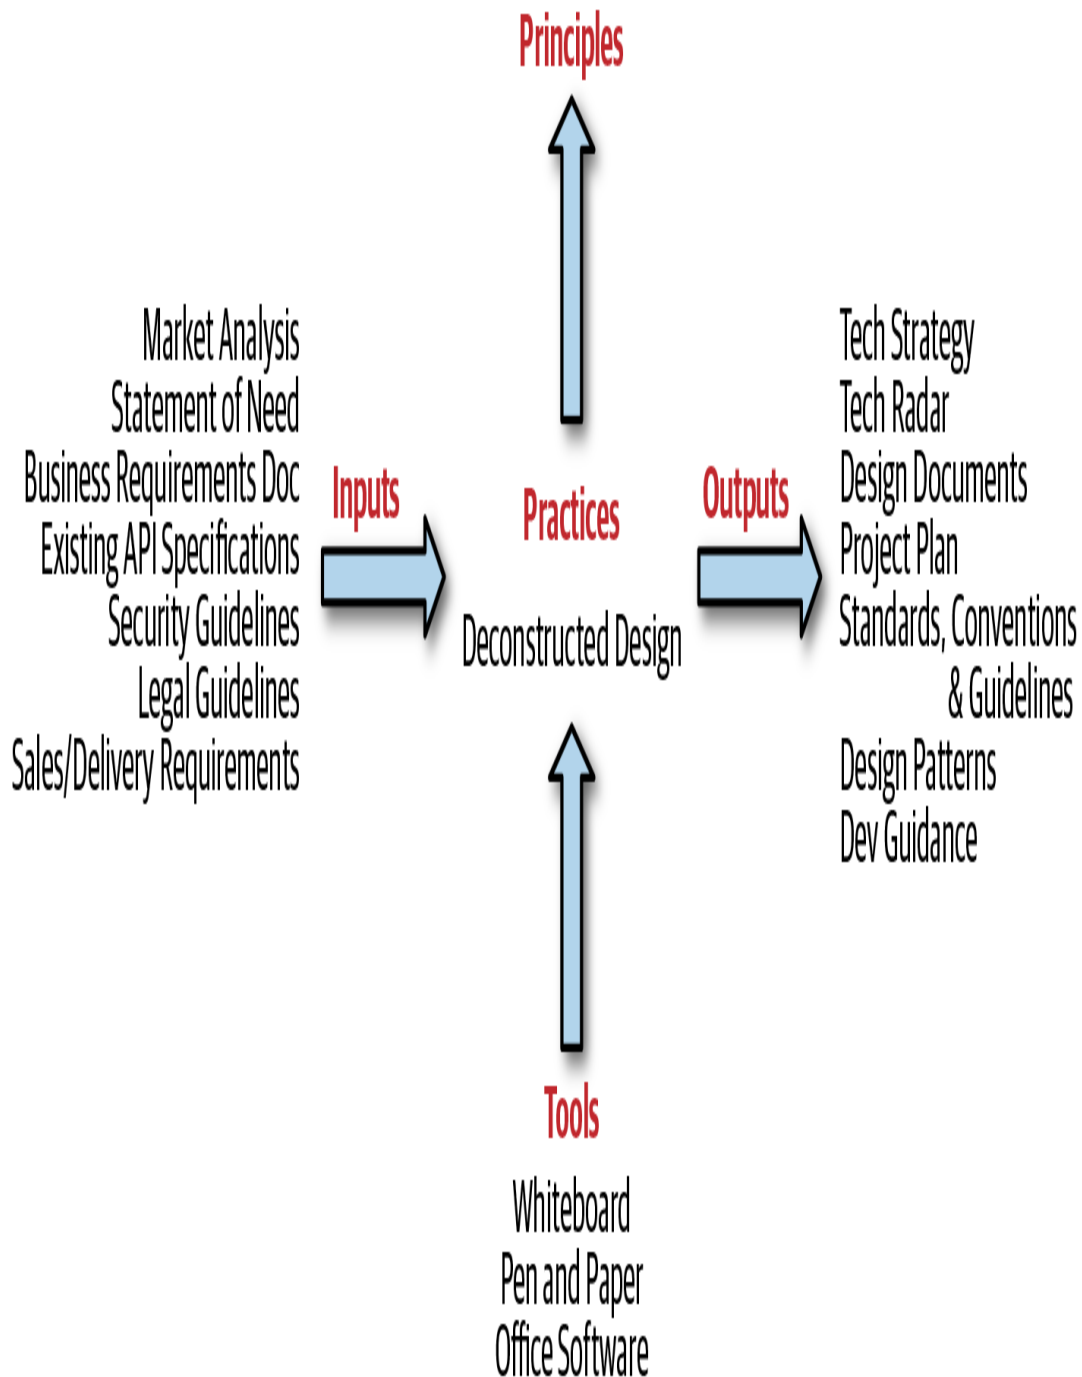 Principles
Market Analysis
Statement of Need
Business Requirements Doc
Existing API Specifications
Security Guidelines
Legal Guidelines
Sales/Delivery Requirements
Inputs
Practices
Deconstructed Design
Outputs
Tech Strategy
Tech Radar
Design Documents
Project Plan
Standards, Conventions
& Guidelines
Design Patterns
Dev Guidance
Tools
Whiteboard
Pen and Paper
Office Software